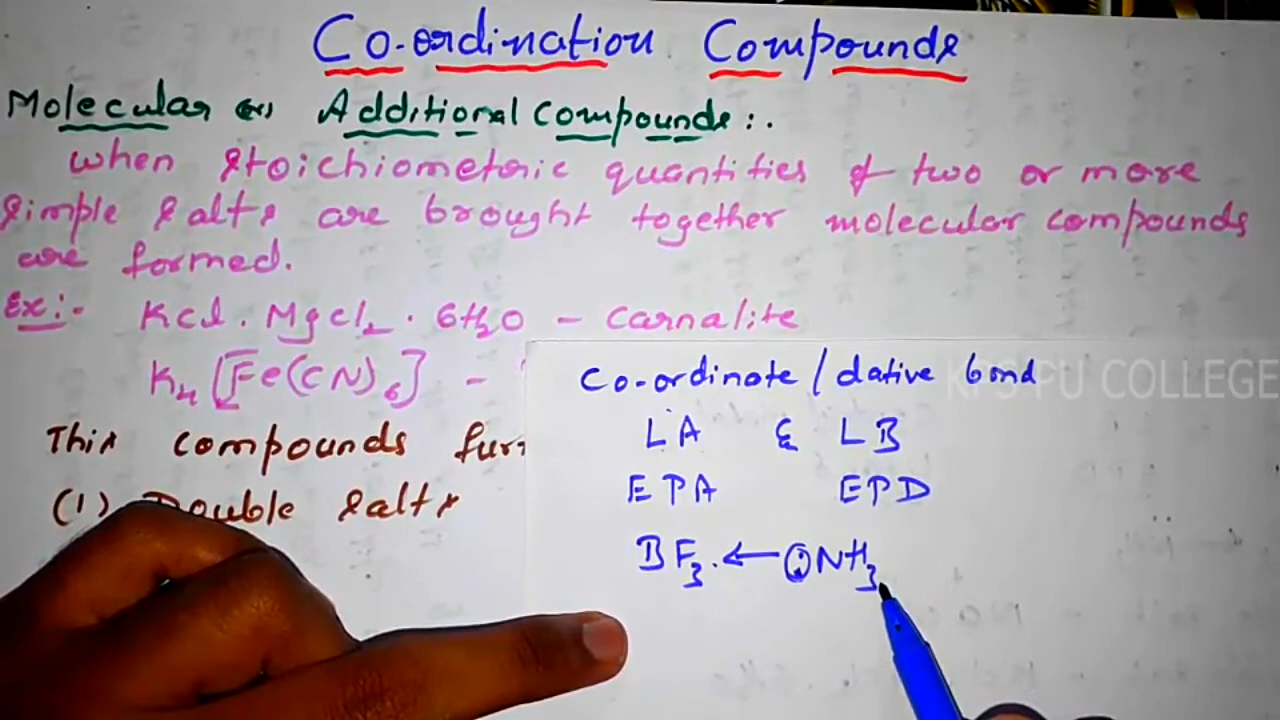 Co-ordination Compounds
Molecular (or) Additional Compounds:.
When stoichiometric quantities of two or more
simple salts are brought together molecular compounds
are formed.
Ex:- KCl . MgCl₂ . 6H₂O - Carnalite
K₄[Fe(CN)₆] -
This compounds
(1) Double salts
Co-ordinate / dative bond
LA & LB
EPA EPD
BF₃ ← :NH₃
KPS PU COLLEGE